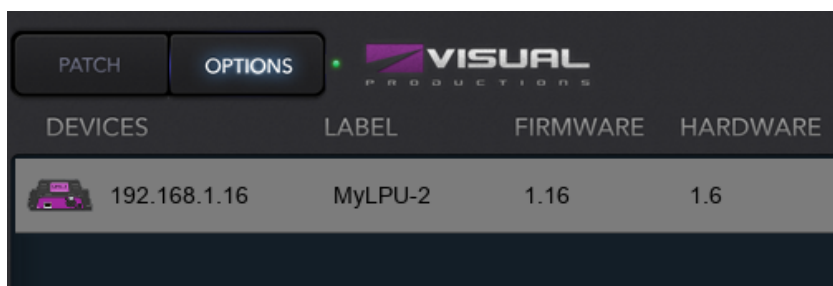 PATCH OPTIONS VISUAL
PRODUCTIONS
DEVICES LABEL FIRMWARE HARDWARE
192.168.1.16 MyLPU-2 1.16 1.6